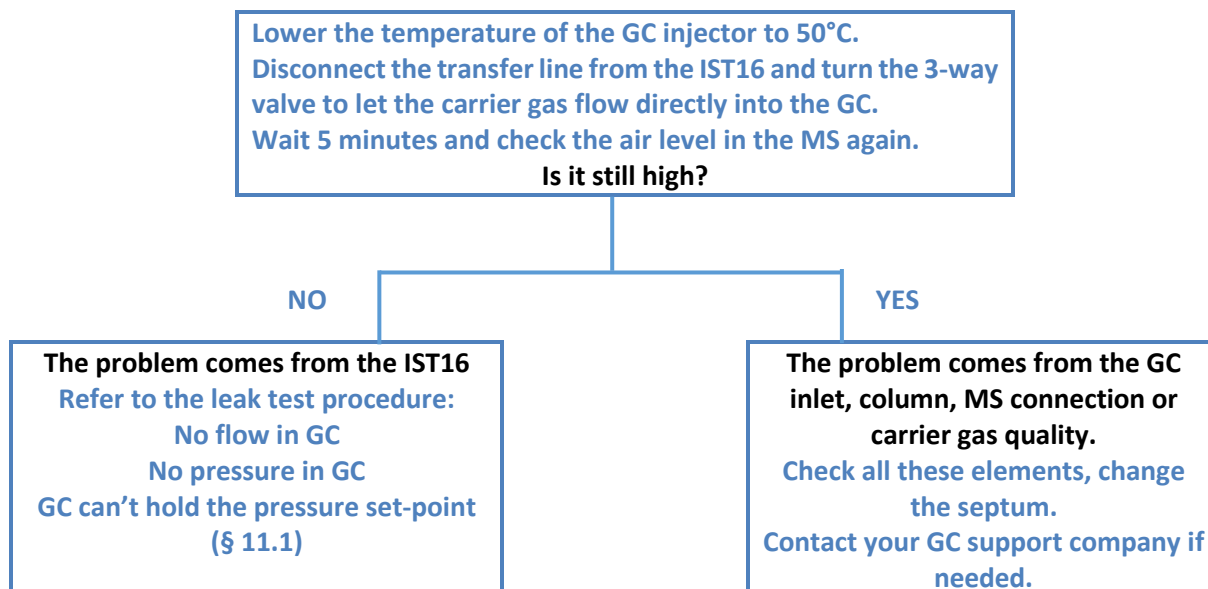 Lower the temperature of the GC injector to 50°C.
Disconnect the transfer line from the IST16 and turn the 3-way
valve to let the carrier gas flow directly into the GC.
Wait 5 minutes and check the air level in the MS again.
Is it still high?
NO
YES
The problem comes from the IST16
Refer to the leak test procedure:
No flow in GC
No pressure in GC
GC can’t hold the pressure set-point
(§ 11.1)
The problem comes from the GC
inlet, column, MS connection or
carrier gas quality.
Check all these elements, change
the septum.
Contact your GC support company if
needed.